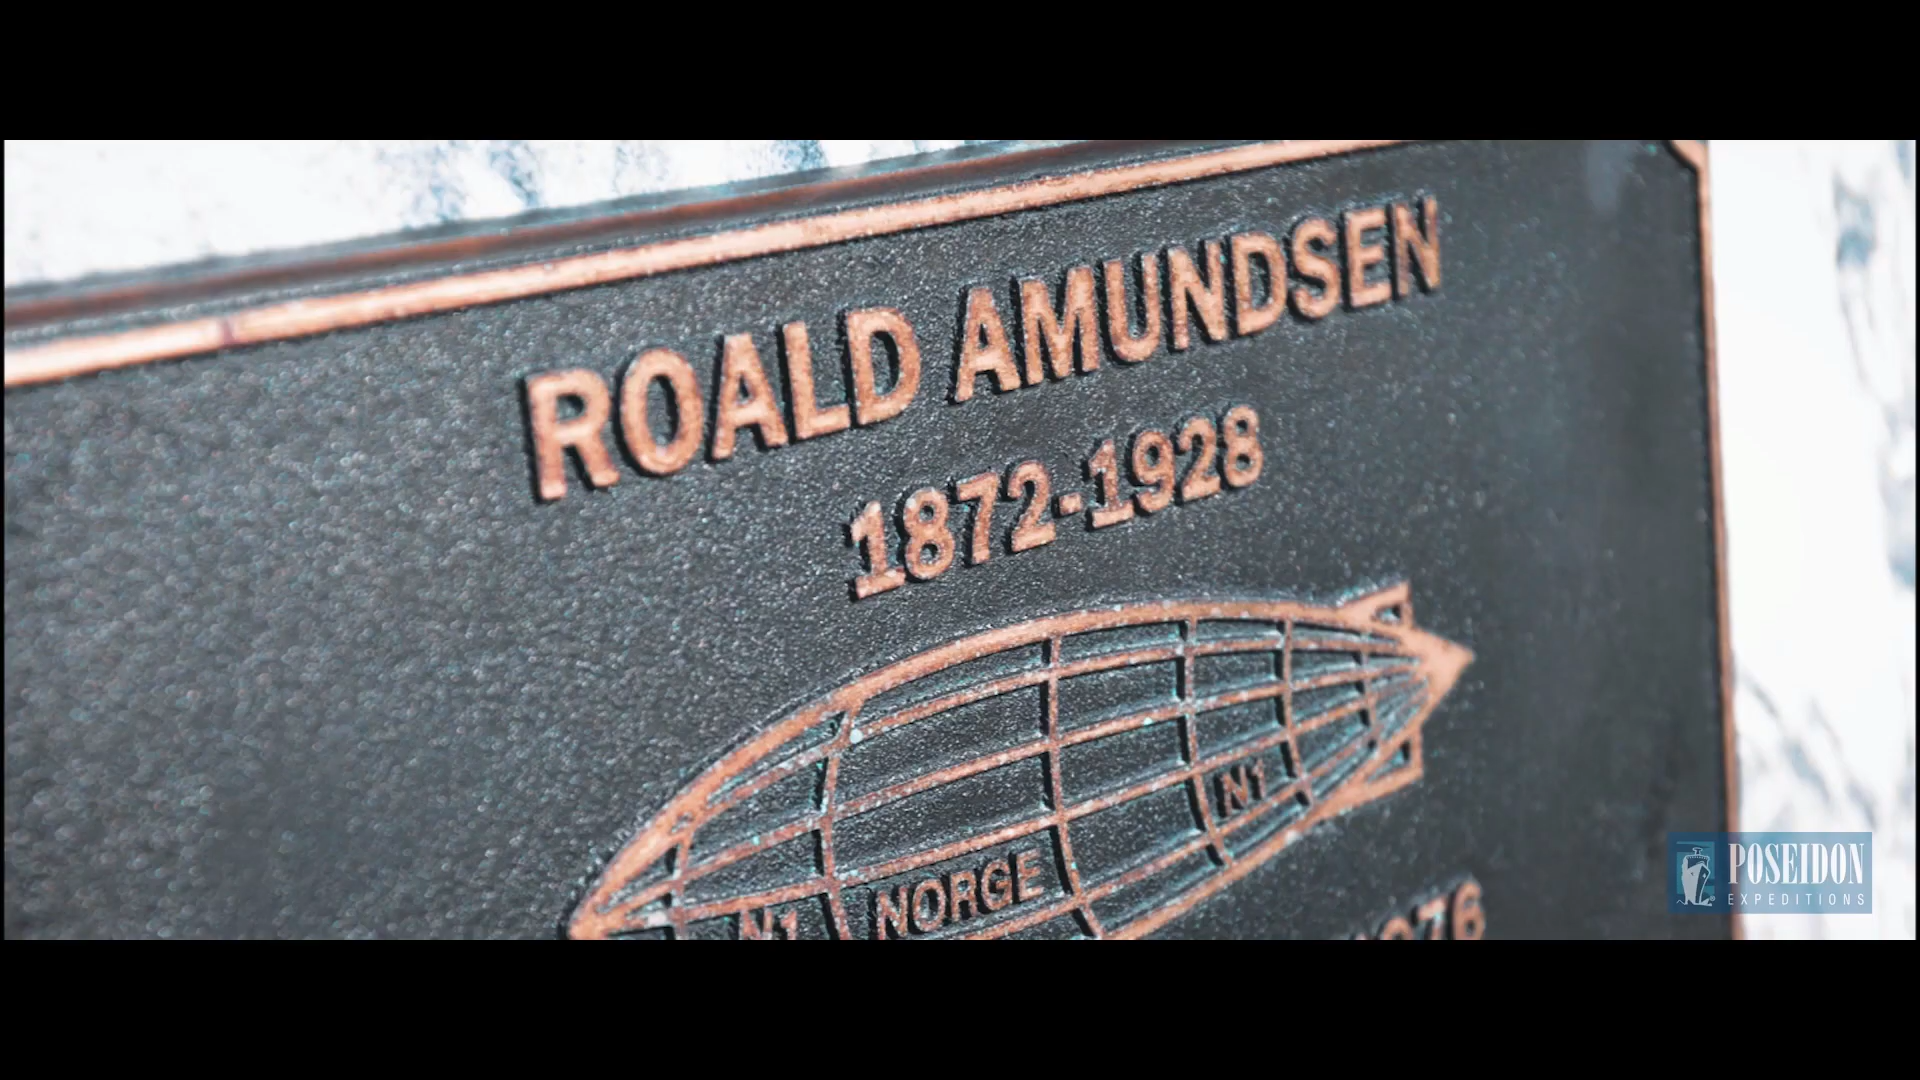 ROALD AMUNDSEN
1872-1928
N1
N1 NORGE
POSEIDON
EXPEDITIONS